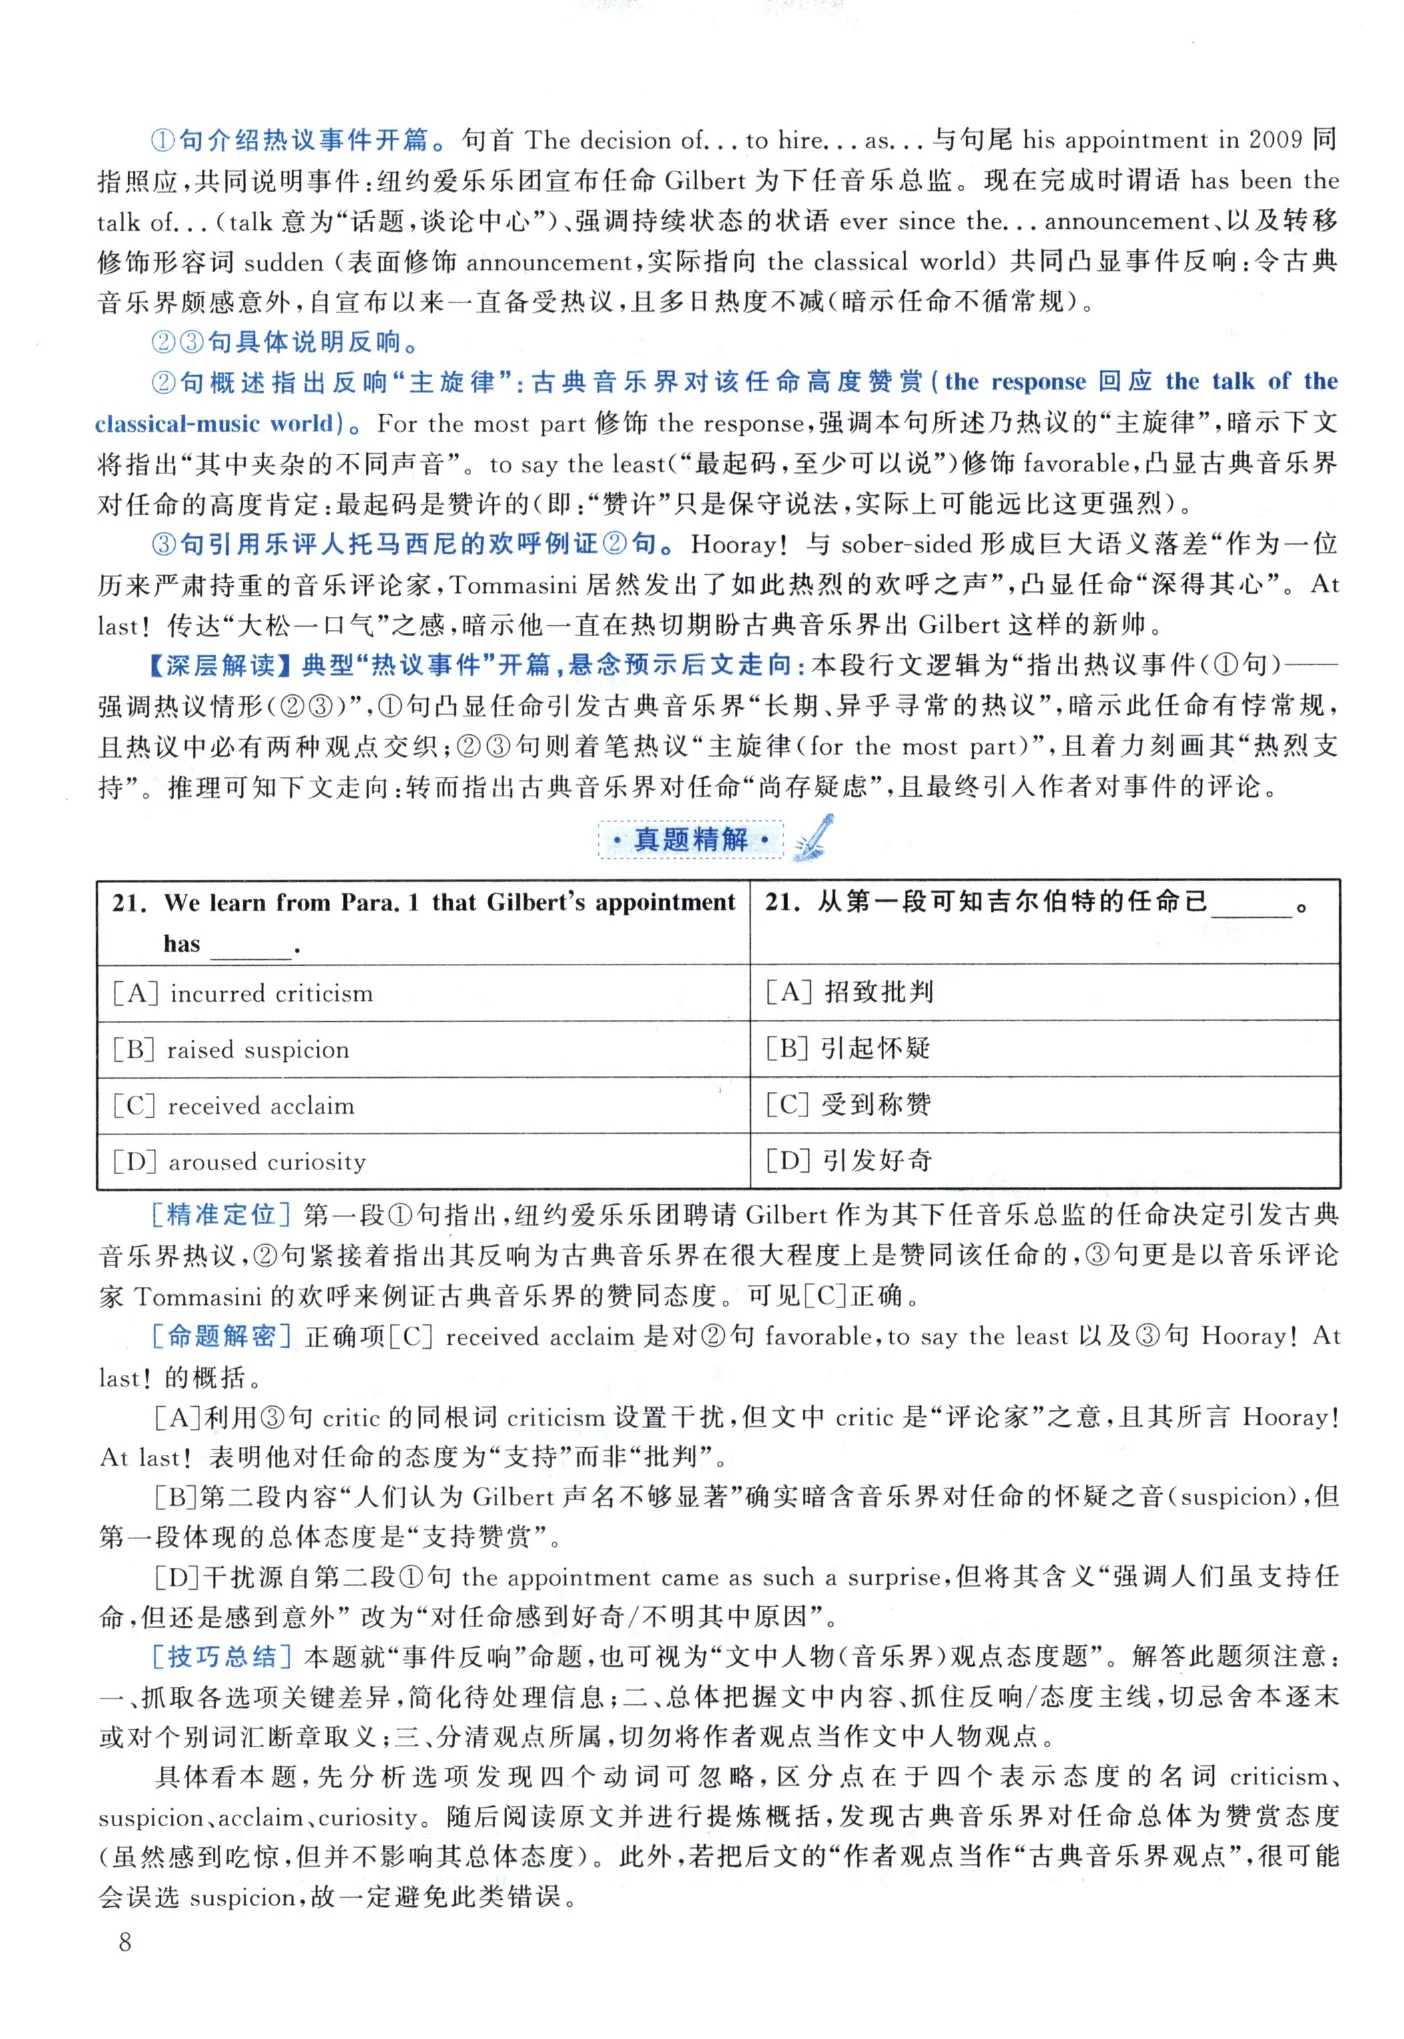 ①句介绍热议事件开篇。句首 The decision of... to hire... as... 与句尾 his appointment in 2009 同
指照应,共同说明事件:纽约爱乐乐团宣布任命 Gilbert 为下任音乐总监。现在完成时谓语 has been the
talk of... (talk 意为“话题,谈论中心”)、强调持续状态的状语 ever since the... announcement、以及转移
修饰形容词 sudden (表面修饰 announcement,实际指向 the classical world) 共同凸显事件反响:令古典
音乐界颇感意外,自宣布以来一直备受热议,且多日热度不减(暗示任命不循常规)。
②③句具体说明反响。
②句概述指出反响“主旋律”:古典音乐界对该任命高度赞赏(the response 回应 the talk of the
classical-music world)。For the most part 修饰 the response,强调本句所述乃热议的“主旋律”,暗示下文
将指出“其中夹杂的不同声音”。to say the least(“最起码,至少可以说”)修饰 favorable,凸显古典音乐界
对任命的高度肯定:最起码是赞许的(即:“赞许”只是保守说法,实际上可能远比这更强烈)。
③句引用乐评人托马西尼的欢呼例证②句。Hooray! 与 sober-sided 形成巨大语义落差“作为一位
历来严肃持重的音乐评论家,Tommasini 居然发出了如此热烈的欢呼之声”,凸显任命“深得其心”。At
last! 传达“大松一口气”之感,暗示他一直在热切期盼古典音乐界出 Gilbert 这样的新帅。
【深层解读】典型“热议事件”开篇,悬念预示后文走向:本段行文逻辑为“指出热议事件(①句)——
强调热议情形(②③)”,①句凸显任命引发古典音乐界“长期、异乎寻常的热议”,暗示此任命有悖常规,
且热议中必有两种观点交织;②③句则着笔热议“主旋律(for the most part)”,且着力刻画其“热烈支
持”。推理可知下文走向:转而指出古典音乐界对任命“尚存疑虑”,且最终引入作者对事件的评论。
·真题精解·
21. We learn from Para. 1 that Gilbert's appointment
has ______.
21. 从第一段可知吉尔伯特的任命已______。
[A] incurred criticism
[A] 招致批判
[B] raised suspicion
[B] 引起怀疑
[C] received acclaim
[C] 受到称赞
[D] aroused curiosity
[D] 引发好奇
[精准定位] 第一段①句指出,纽约爱乐乐团聘请 Gilbert 作为其下任音乐总监的任命决定引发古典
音乐界热议,②句紧接着指出其反响为古典音乐界在很大程度上是赞同该任命的,③句更是以音乐评论
家 Tommasini 的欢呼来例证古典音乐界的赞同态度。可见[C]正确。
[命题解密] 正确项[C] received acclaim 是对②句 favorable,to say the least 以及③句 Hooray! At
last! 的概括。
[A]利用③句 critic 的同根词 criticism 设置干扰,但文中 critic 是“评论家”之意,且其所言 Hooray!
At last! 表明他对任命的态度为“支持”而非“批判”。
[B]第二段内容“人们认为 Gilbert 声名不够显著”确实暗含音乐界对任命的怀疑之音(suspicion),但
第一段体现的总体态度是“支持赞赏”。
[D]干扰源自第二段①句 the appointment came as such a surprise,但将其含义“强调人们虽支持任
命,但还是感到意外” 改为“对任命感到好奇/不明其中原因”。
[技巧总结] 本题就“事件反响”命题,也可视为“文中人物(音乐界)观点态度题”。解答此题须注意:
一、抓取各选项关键差异,简化待处理信息;二、总体把握文中内容、抓住反响/态度主线,切忌舍本逐末
或对个别词汇断章取义;三、分清观点所属,切勿将作者观点当作文中人物观点。
具体看本题,先分析选项发现四个动词可忽略,区分点在于四个表示态度的名词 criticism、
suspicion、acclaim、curiosity。随后阅读原文并进行提炼概括,发现古典音乐界对任命总体为赞赏态度
(虽然感到吃惊,但并不影响其总体态度)。此外,若把后文的“作者观点当作“古典音乐界观点”,很可能
会误选 suspicion,故一定避免此类错误。
8